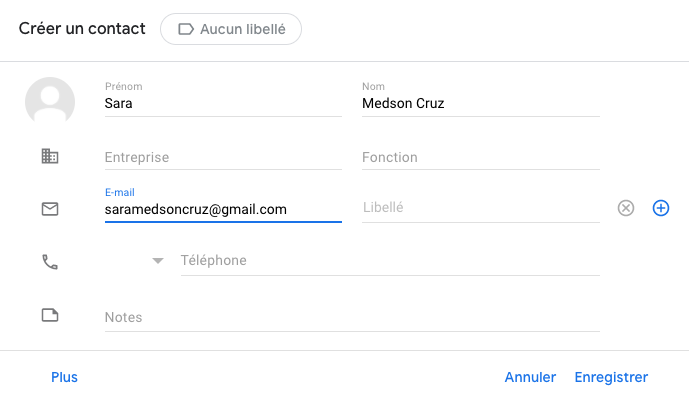 Créer un contact
Aucun libellé
Prénom
Nom
Sara
Medson Cruz
Entreprise
Fonction
E-mail
saramedsoncruz@gmail.com
Libellé
Téléphone
Notes
Plus
Annuler
Enregistrer